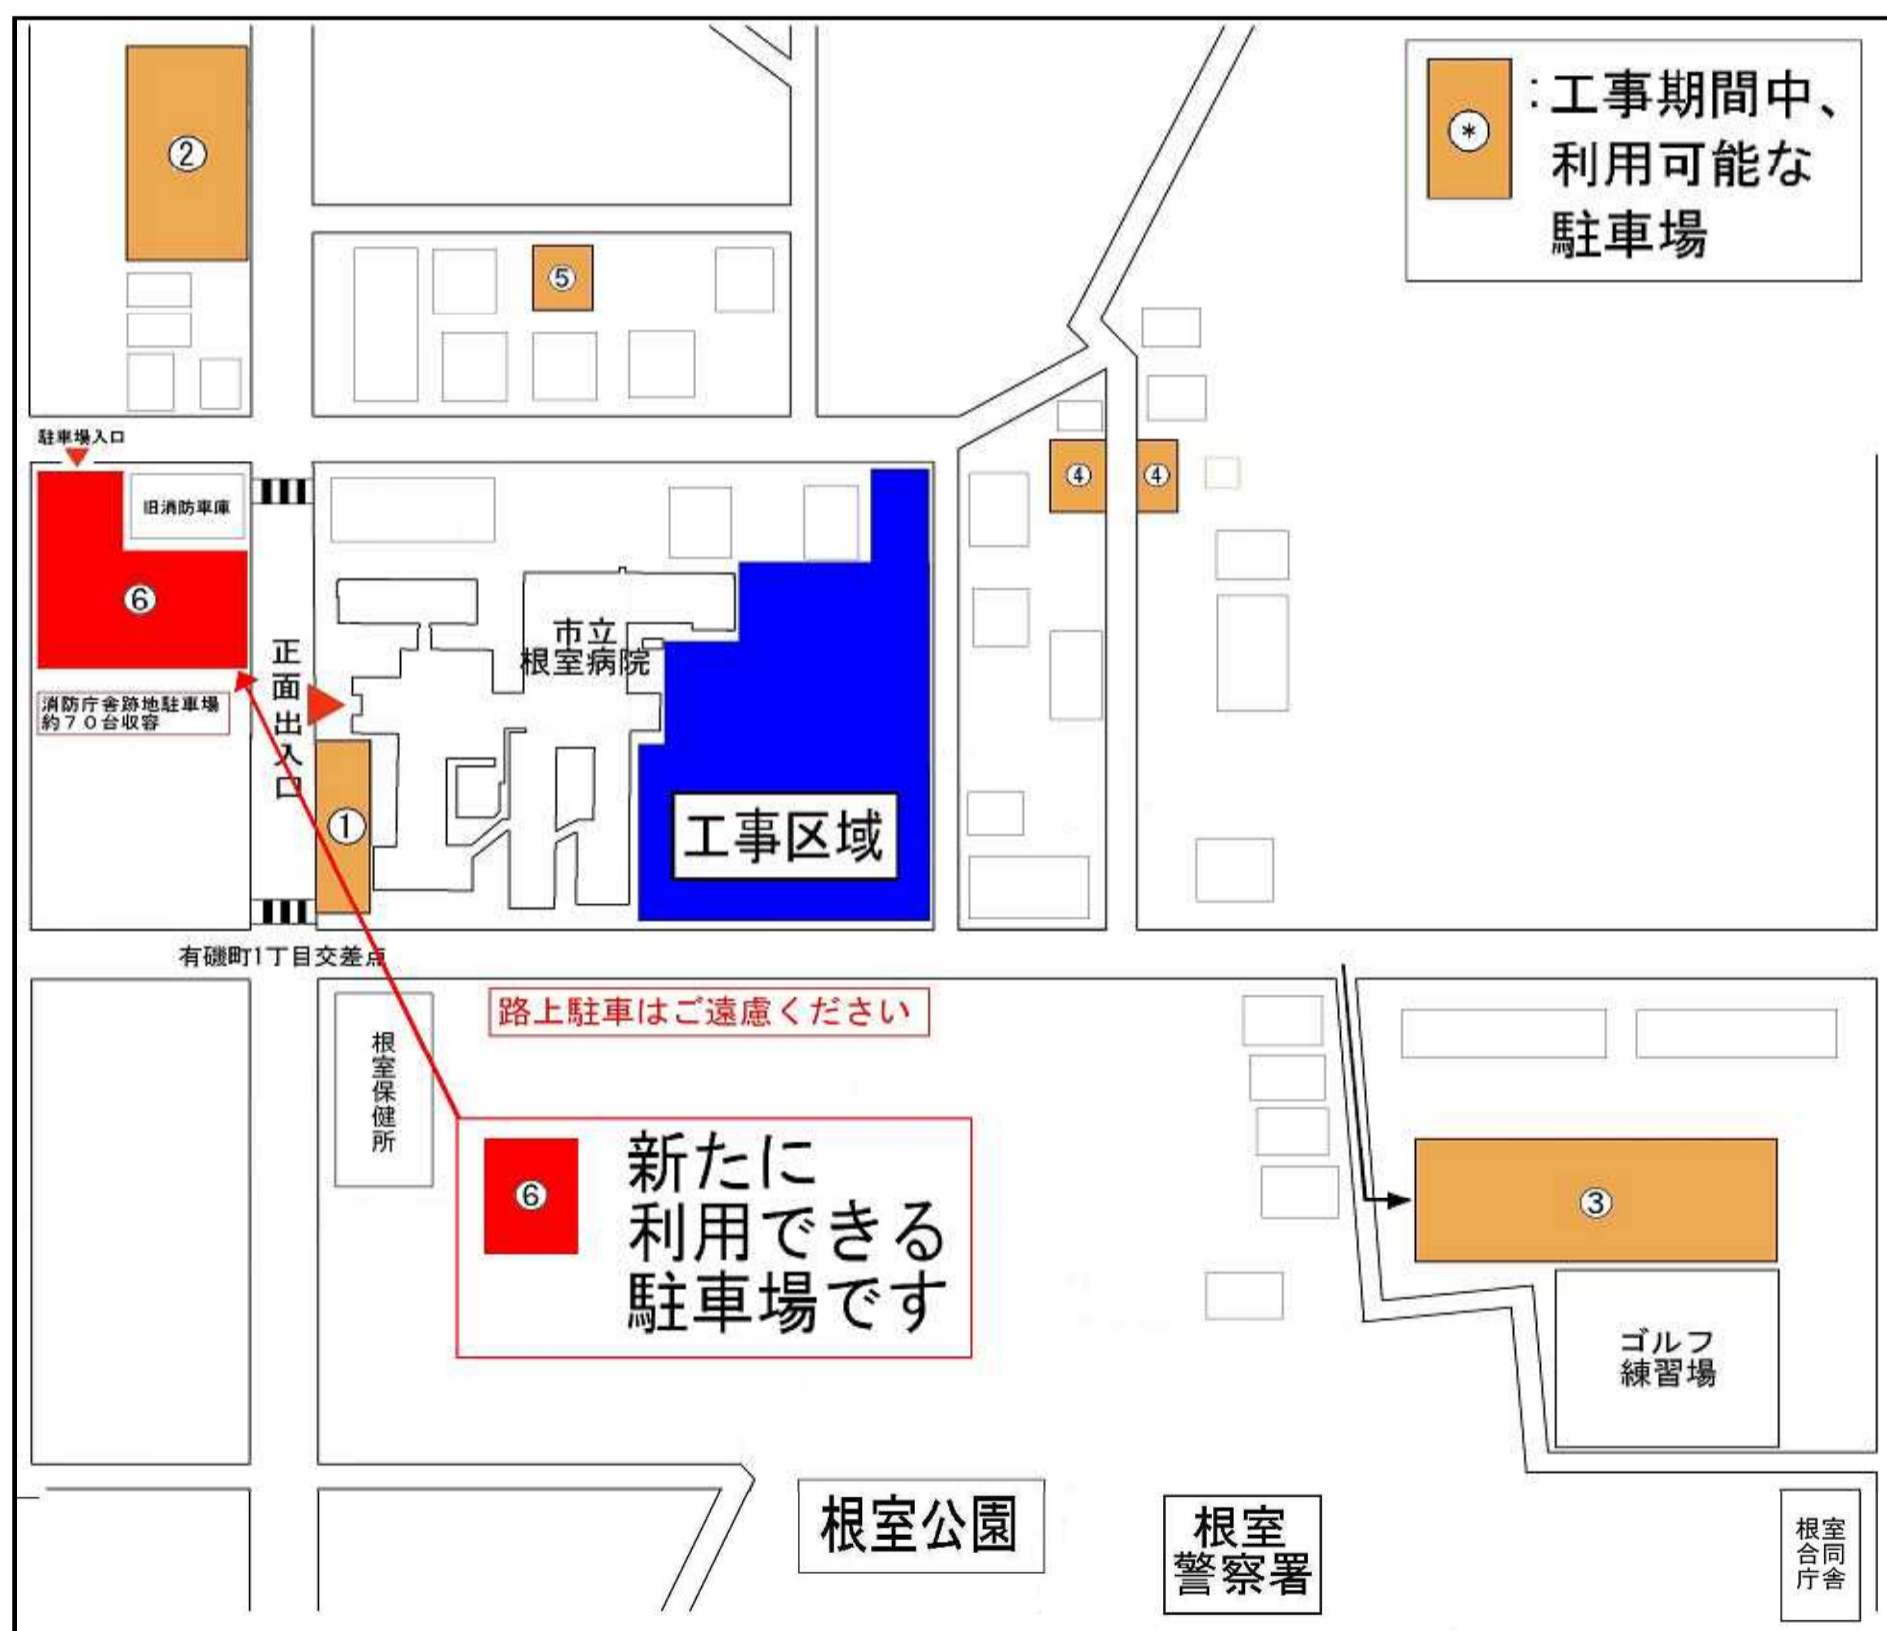 ②
＊
：工事期間中、
利用可能な
駐車場
⑤
駐車場入口
旧消防車庫
④
④
⑥
市立
根室病院
正面出入口
消防庁舎跡地駐車場
約７０台収容
①
工事区域
有磯町1丁目交差点
路上駐車はご遠慮ください
根室保健所
⑥
新たに
利用できる
駐車場です
③
ゴルフ
練習場
根室公園
根室
警察署
根室
合同
庁舎